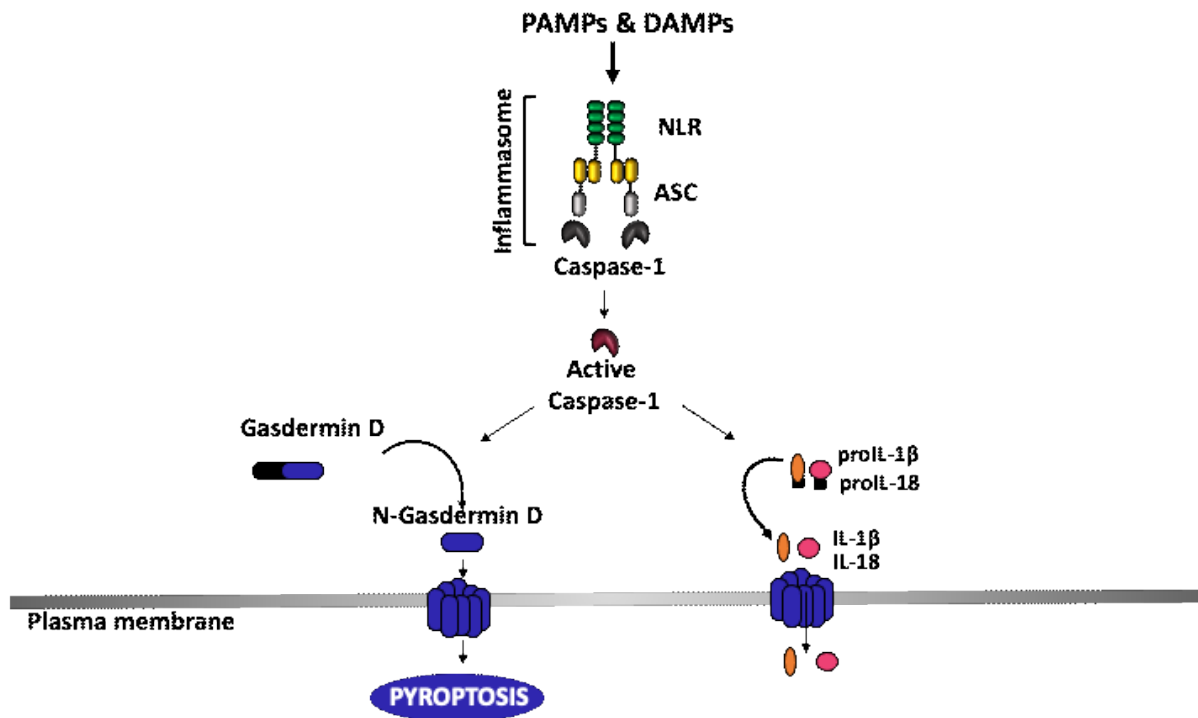 PAMPs & DAMPs
Inflammasome
NLR
ASC
Caspase-1
Active
Caspase-1
Gasdermin D
proIL-1β
proIL-18
N-Gasdermin D
IL-1β
IL-18
Plasma membrane
PYROPTOSIS